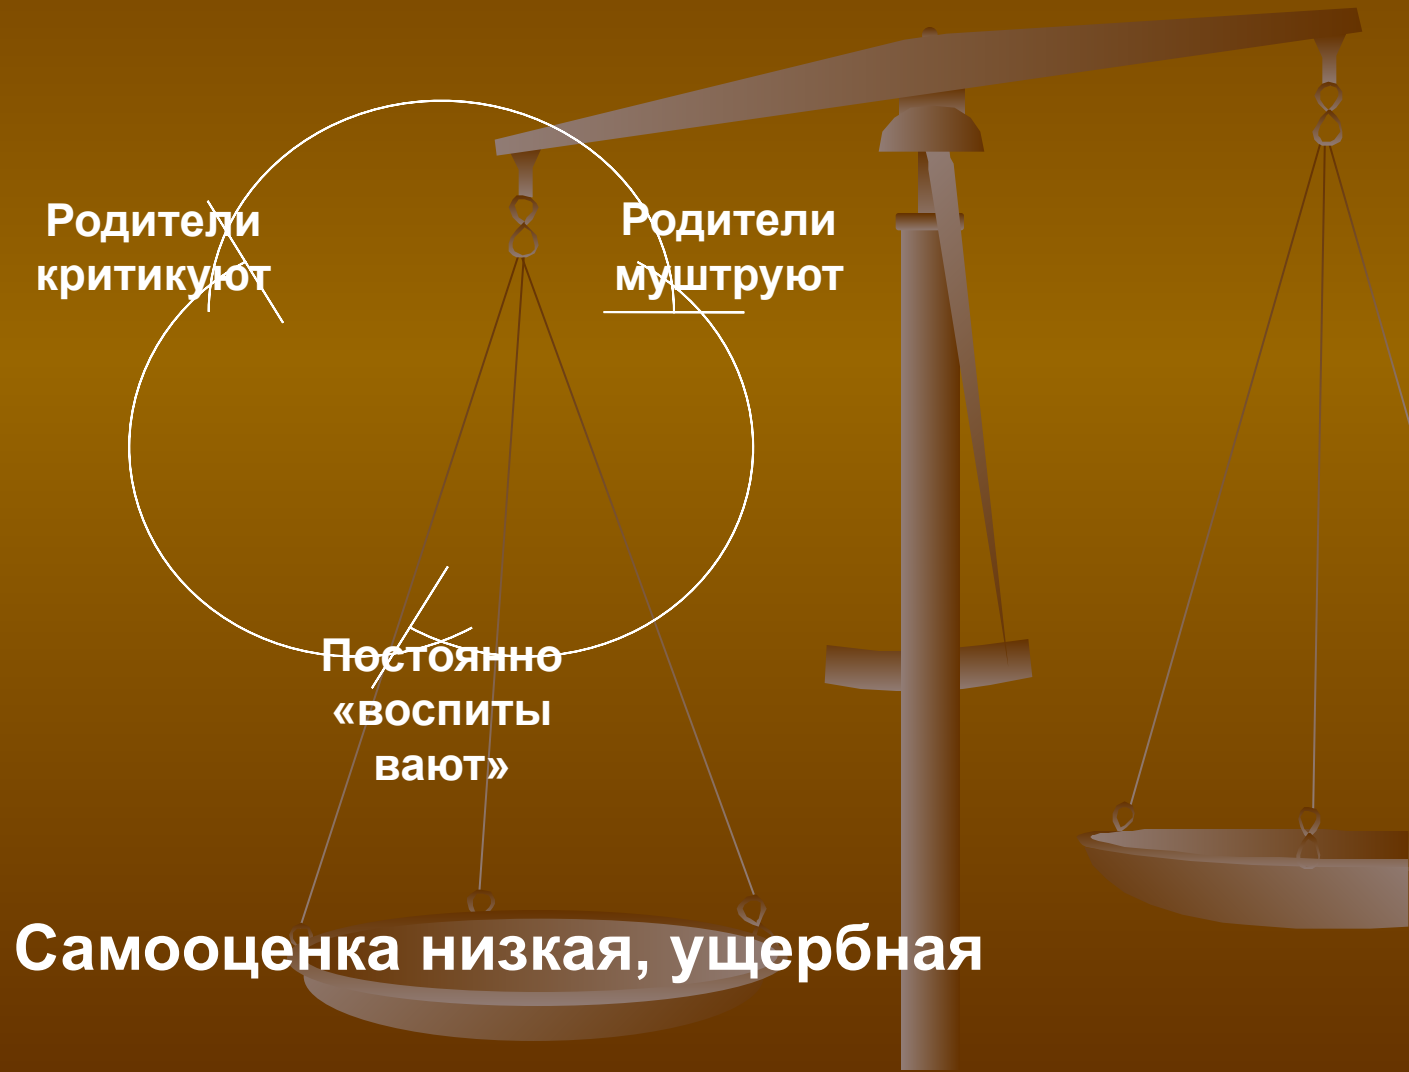 Родители
критикуют
Родители
муштруют
Постоянно
«воспиты
вают»
Самооценка низкая, ущербная